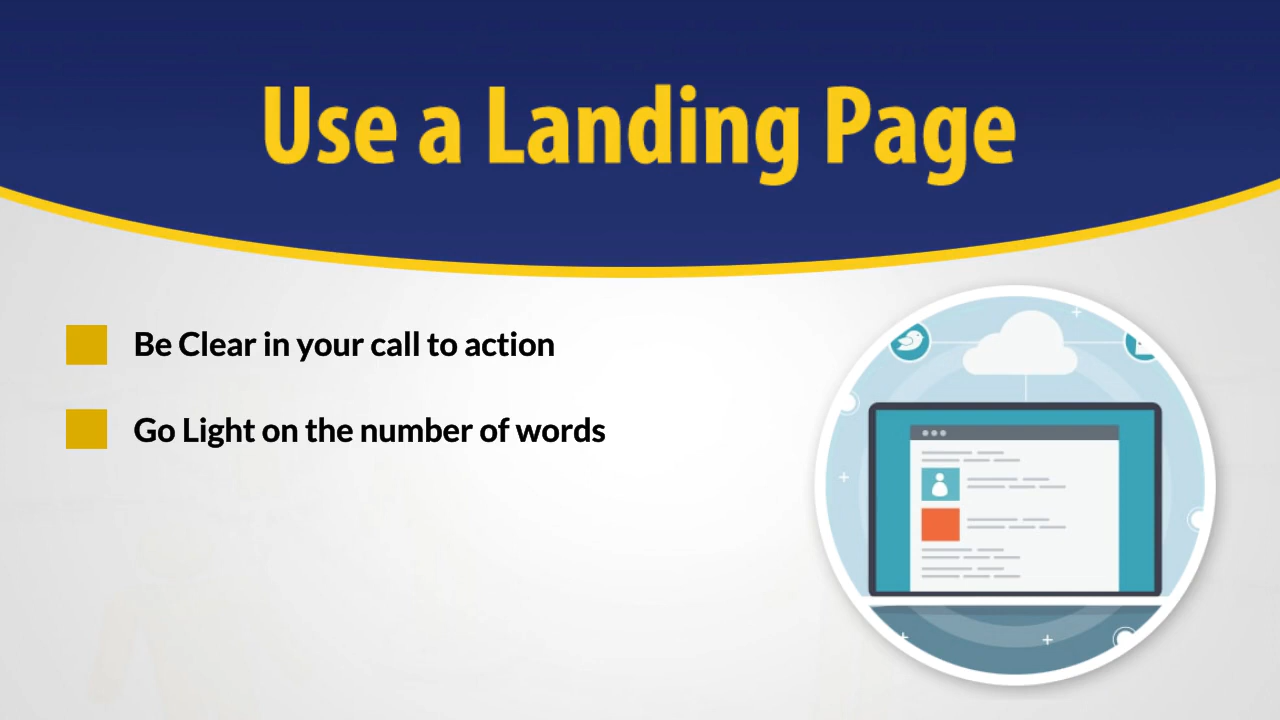 Use a Landing Page
Be Clear in your call to action
Go Light on the number of words